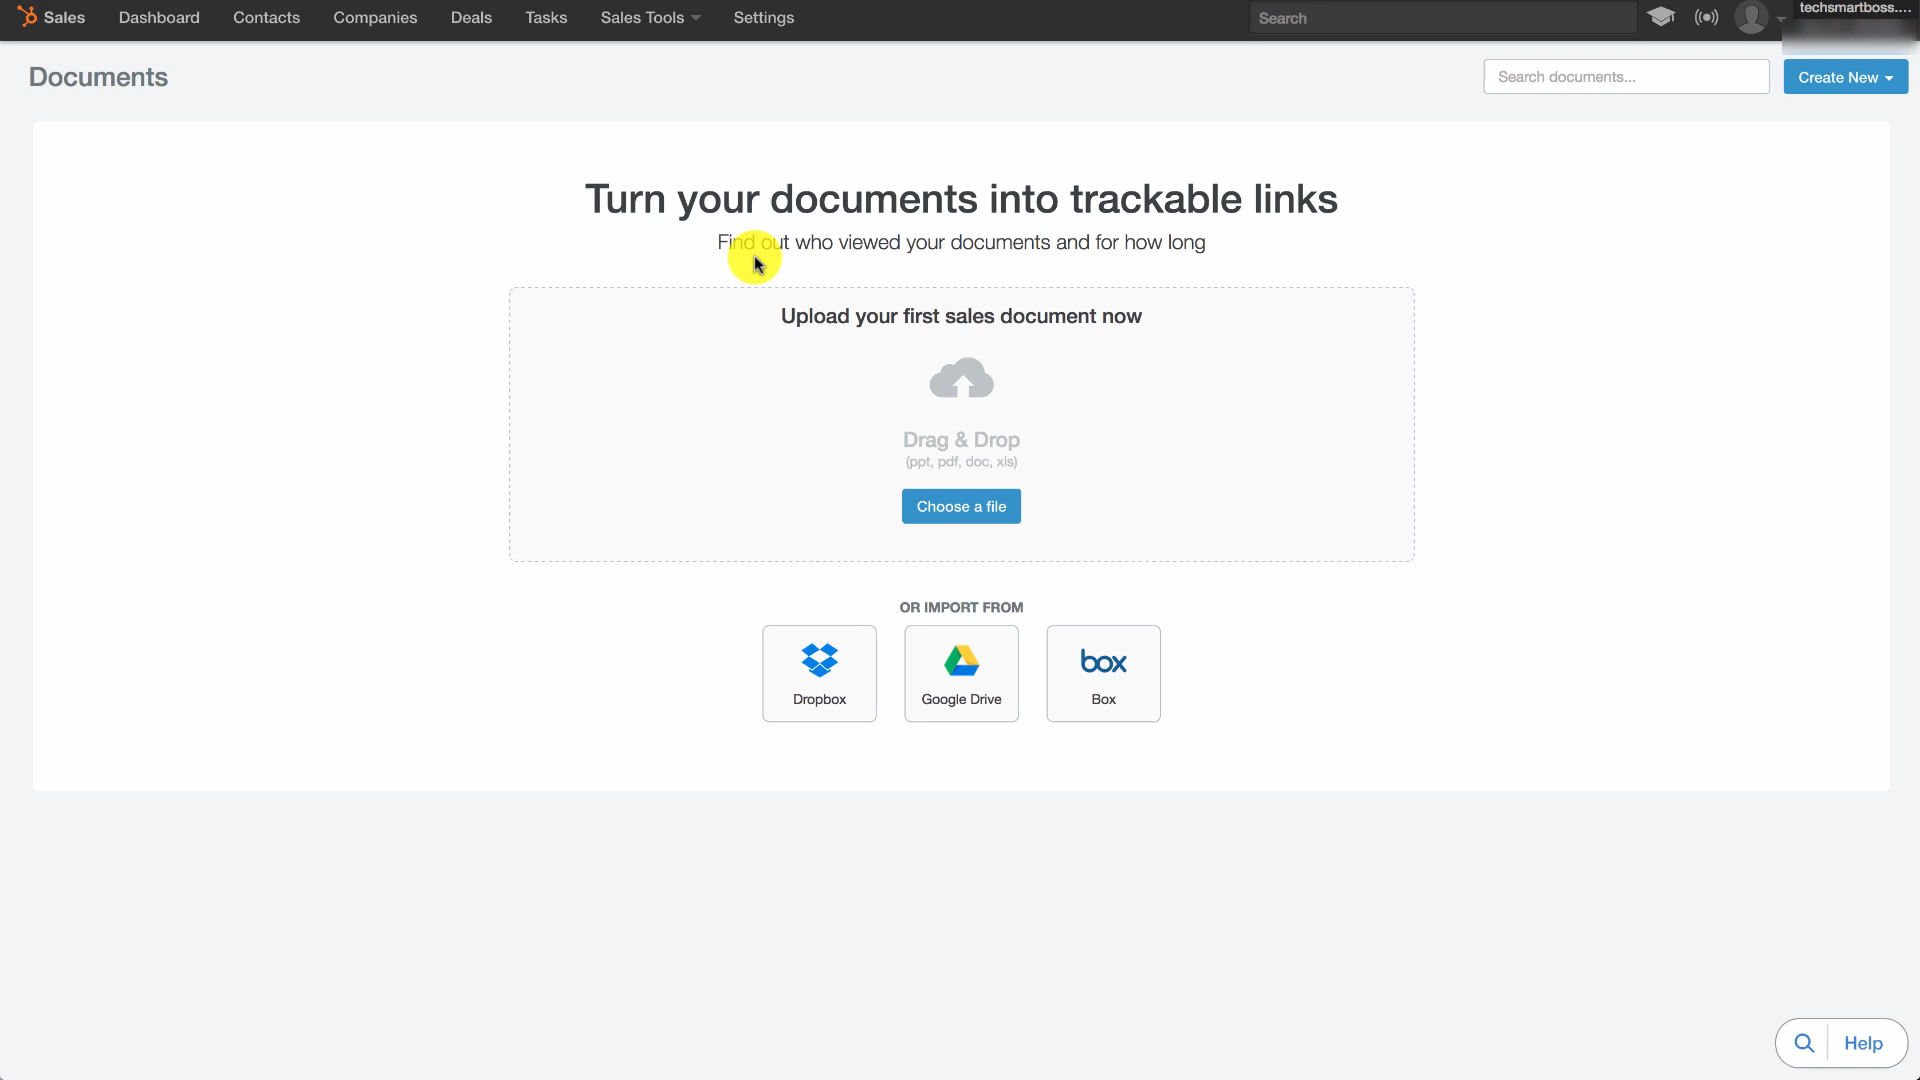 Sales Dashboard Contacts Companies Deals Tasks Sales Tools Settings Search techsmartboss....
Documents Search documents... Create New
Turn your documents into trackable links
Find out who viewed your documents and for how long
Upload your first sales document now
Drag & Drop
(ppt, pdf, doc, xls)
Choose a file
OR IMPORT FROM
box
Dropbox Google Drive Box
Help